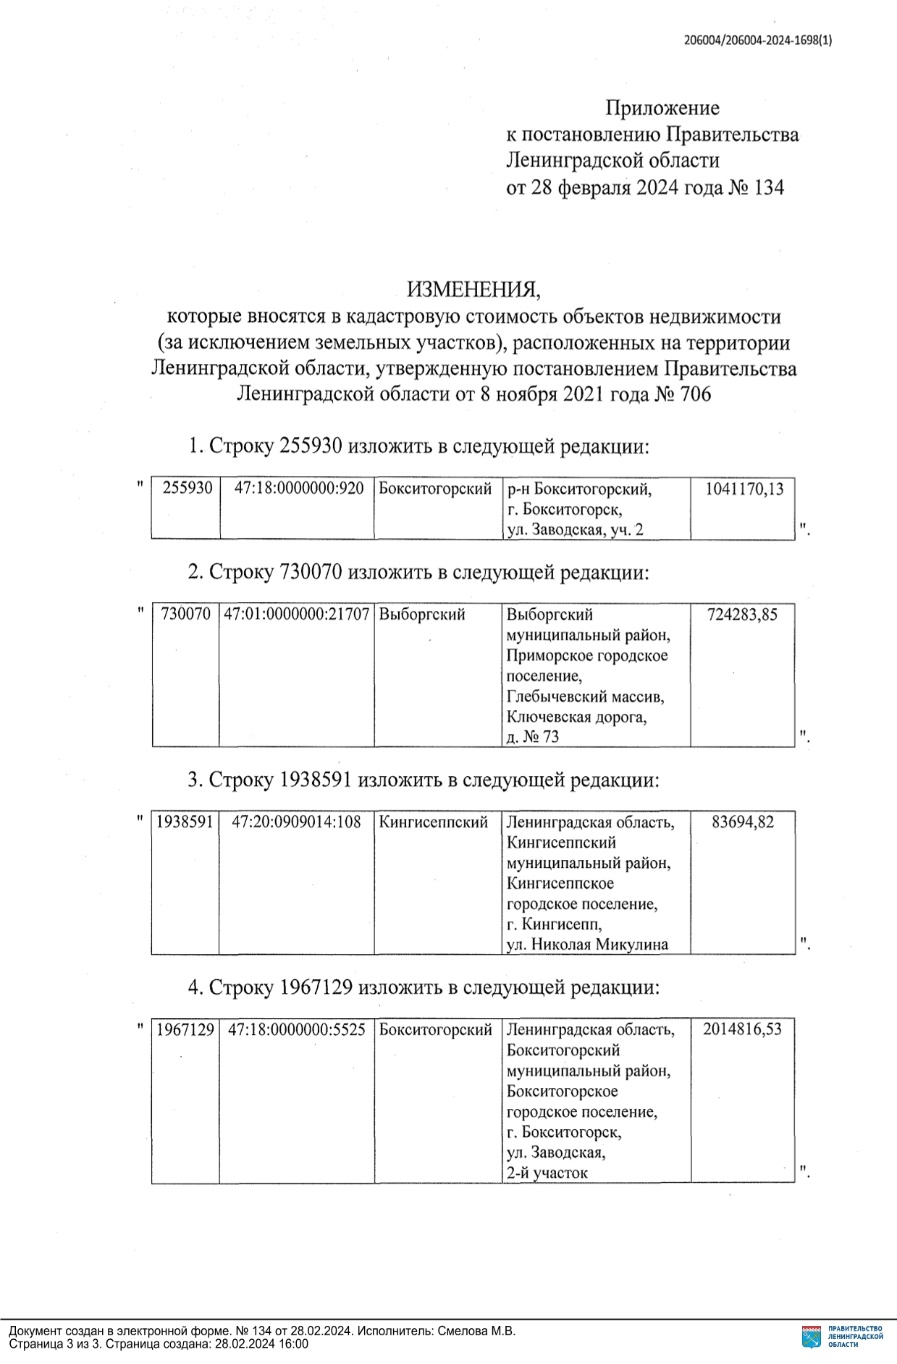 206004/206004-2024-1698(1)
Приложение
к постановлению Правительства
Ленинградской области
от 28 февраля 2024 года № 134
ИЗМЕНЕНИЯ,
которые вносятся в кадастровую стоимость объектов недвижимости
(за исключением земельных участков), расположенных на территории
Ленинградской области, утвержденную постановлением Правительства
Ленинградской области от 8 ноября 2021 года № 706
1. Строку 255930 изложить в следующей редакции:
" 255930 47:18:0000000:920 Бокситогорский р-н Бокситогорский, 1041170,13
г. Бокситогорск,
ул. Заводская, уч. 2 ".
2. Строку 730070 изложить в следующей редакции:
" 730070 47:01:0000000:21707 Выборгский Выборгский 724283,85
муниципальный район,
Приморское городское
поселение,
Глебычевский массив,
Ключевская дорога,
д. № 73 ".
3. Строку 1938591 изложить в следующей редакции:
" 1938591 47:20:0909014:108 Кингисеппский Ленинградская область, 83694,82
Кингисеппский
муниципальный район,
Кингисеппское
городское поселение,
г. Кингисепп,
ул. Николая Микулина ".
4. Строку 1967129 изложить в следующей редакции:
" 1967129 47:18:0000000:5525 Бокситогорский Ленинградская область, 2014816,53
Бокситогорский
муниципальный район,
Бокситогорское
городское поселение,
г. Бокситогорск,
ул. Заводская,
2-й участок ".
Документ создан в электронной форме. № 134 от 28.02.2024. Исполнитель: Смелова М.В.
Страница 3 из 3. Страница создана: 28.02.2024 16:00
ПРАВИТЕЛЬСТВО
ЛЕНИНГРАДСКОЙ
ОБЛАСТИ